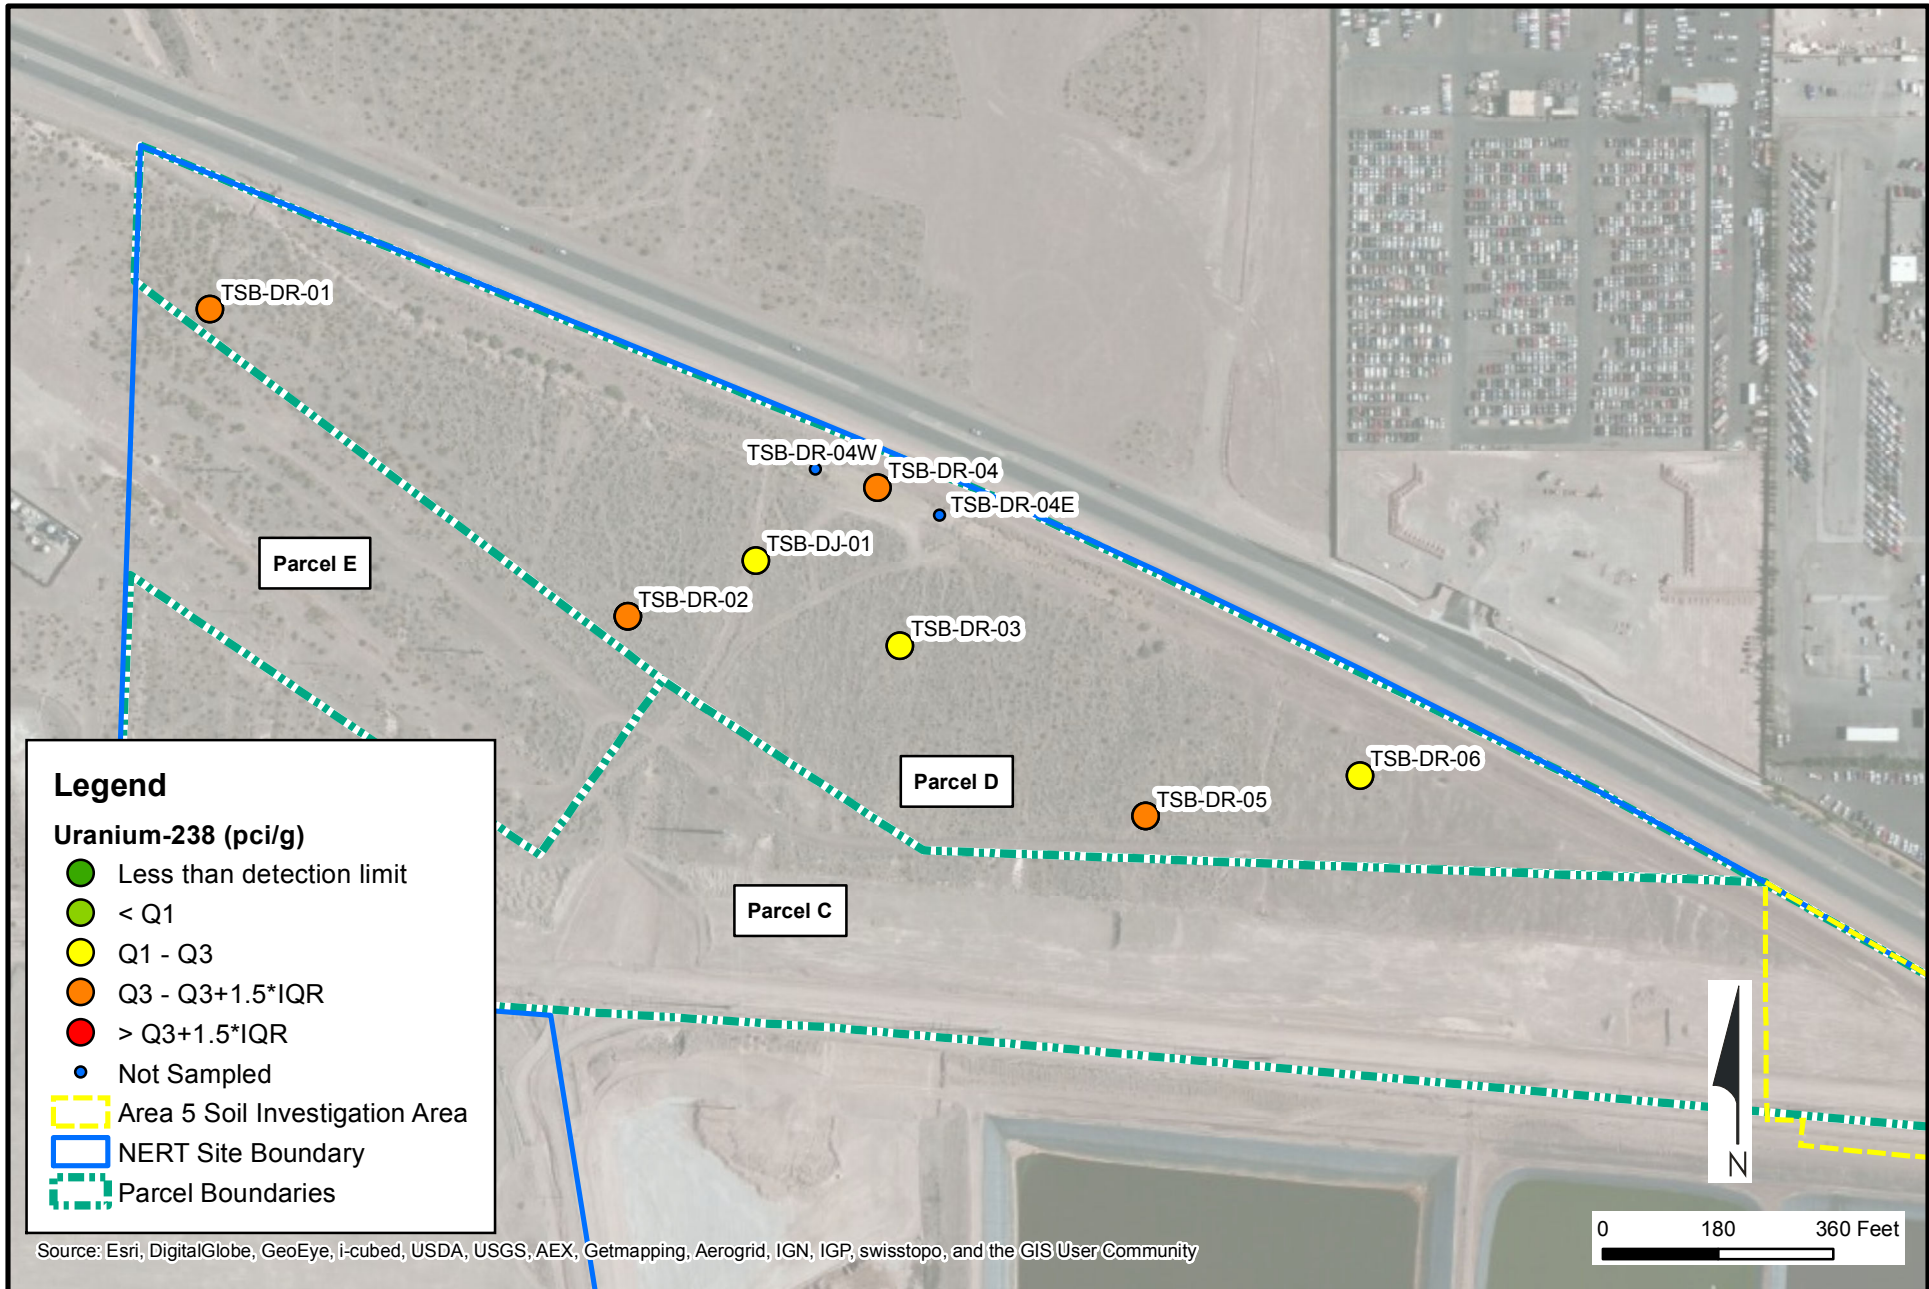 TSB-DR-01
TSB-DR-04W
TSB-DR-04
TSB-DR-04E
TSB-DJ-01
Parcel E
TSB-DR-02
TSB-DR-03
TSB-DR-06
Parcel D
TSB-DR-05
Parcel C
Legend
Uranium-238 (pci/g)
Less than detection limit
< Q1
Q1 - Q3
Q3 - Q3+1.5*IQR
> Q3+1.5*IQR
Not Sampled
Area 5 Soil Investigation Area
NERT Site Boundary
Parcel Boundaries
N
0 180 360 Feet
Source: Esri, DigitalGlobe, GeoEye, i-cubed, USDA, USGS, AEX, Getmapping, Aerogrid, IGN, IGP, swisstopo, and the GIS User Community